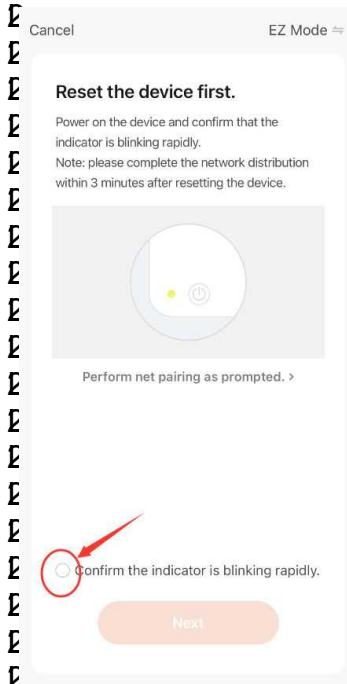 Cancel
EZ Mode
Reset the device first.
Power on the device and confirm that the
indicator is blinking rapidly.
Note: please complete the network distribution
within 3 minutes after resetting the device.
Perform net pairing as prompted. >
Confirm the indicator is blinking rapidly.
Next